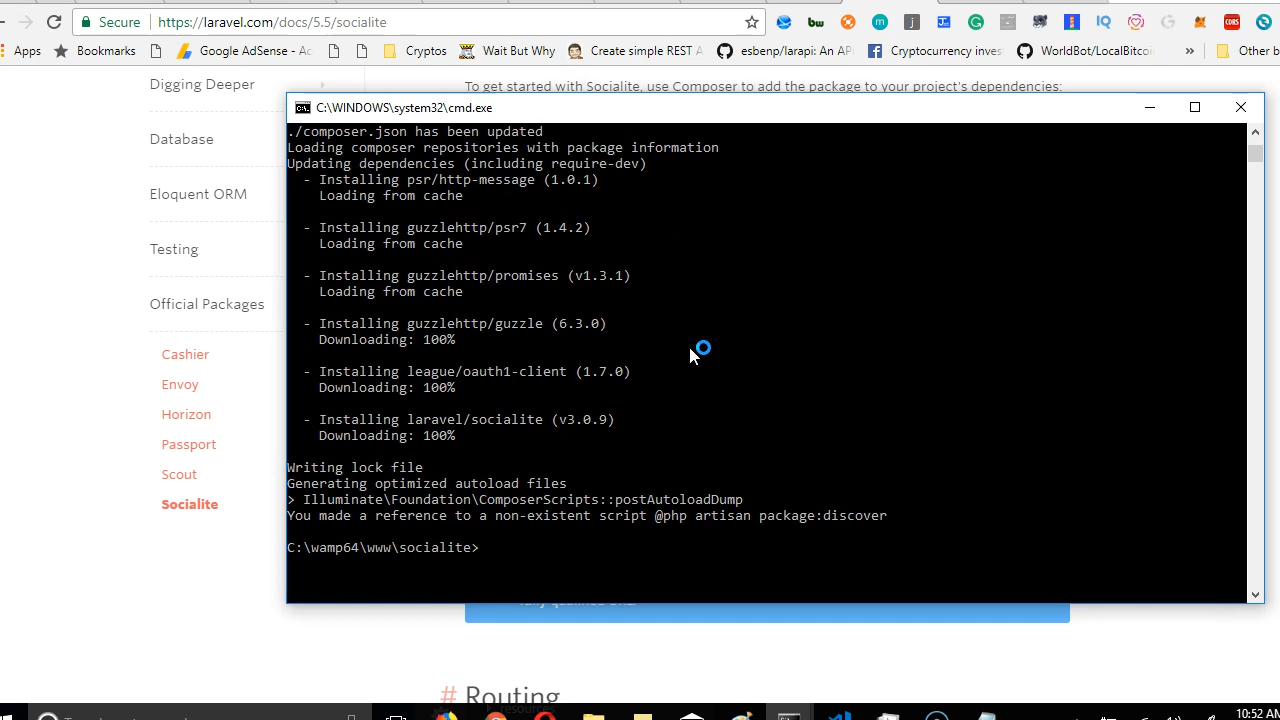 Secure
https://laravel.com/docs/5.5/socialite
Apps
Bookmarks
Google AdSense - Ac
Cryptos
Wait But Why
Create simple REST A
esbenp/larapi: An AP
Cryptocurrency inves
WorldBot/LocalBitcoi
»
Other
Digging Deeper
Database
Eloquent ORM
Testing
Official Packages
Cashier
Envoy
Horizon
Passport
Scout
Socialite
To get started with Socialite, use Composer to add the package to your project's dependencies:
C:\WINDOWS\system32\cmd.exe
./composer.json has been updated
Loading composer repositories with package information
Updating dependencies (including require-dev)
- Installing psr/http-message (1.0.1)
Loading from cache
- Installing guzzlehttp/psr7 (1.4.2)
Loading from cache
- Installing guzzlehttp/promises (v1.3.1)
Loading from cache
- Installing guzzlehttp/guzzle (6.3.0)
Downloading: 100%
- Installing league/oauth1-client (1.7.0)
Downloading: 100%
- Installing laravel/socialite (v3.0.9)
Downloading: 100%
Writing lock file
Generating optimized autoload files
> Illuminate\Foundation\ComposerScripts::postAutoloadDump
You made a reference to a non-existent script @php artisan package:discover
C:\wamp64\www\socialite>
# Routing
10:52 AM